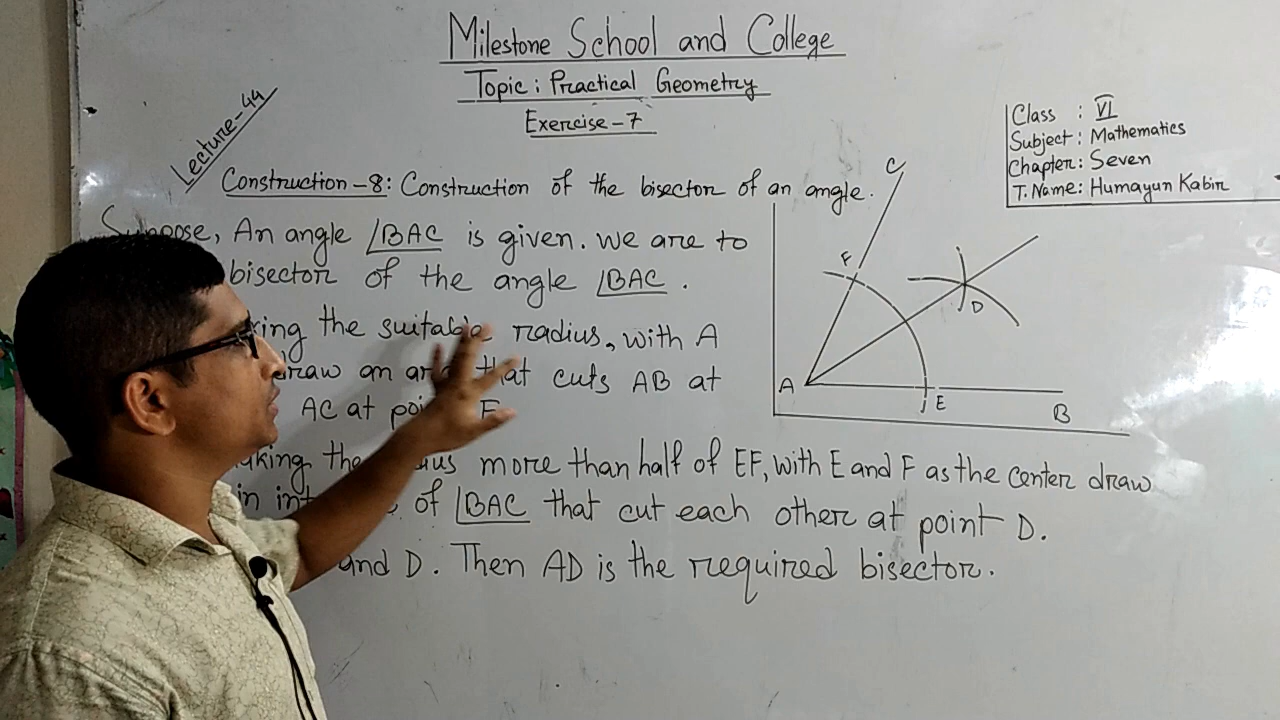 Milestone School and College
Topic: Practical Geometry
Exercise-7
Lecture-44
Class : VI
Subject: Mathematics
Chapter: Seven
T. Name: Humayun Kabir
Construction-8: Construction of the bisector of an angle.
Suppose, An angle ∠BAC is given. We are to
bisector of the angle ∠BAC.
the suitable radius, with A
draw an arc that cuts AB at
AC at point F.
the radius more than half of EF, with E and F as the center draw
in of ∠BAC that cut each other at point D.
and D. Then AD is the required bisector.
C
F
D
A
E
B